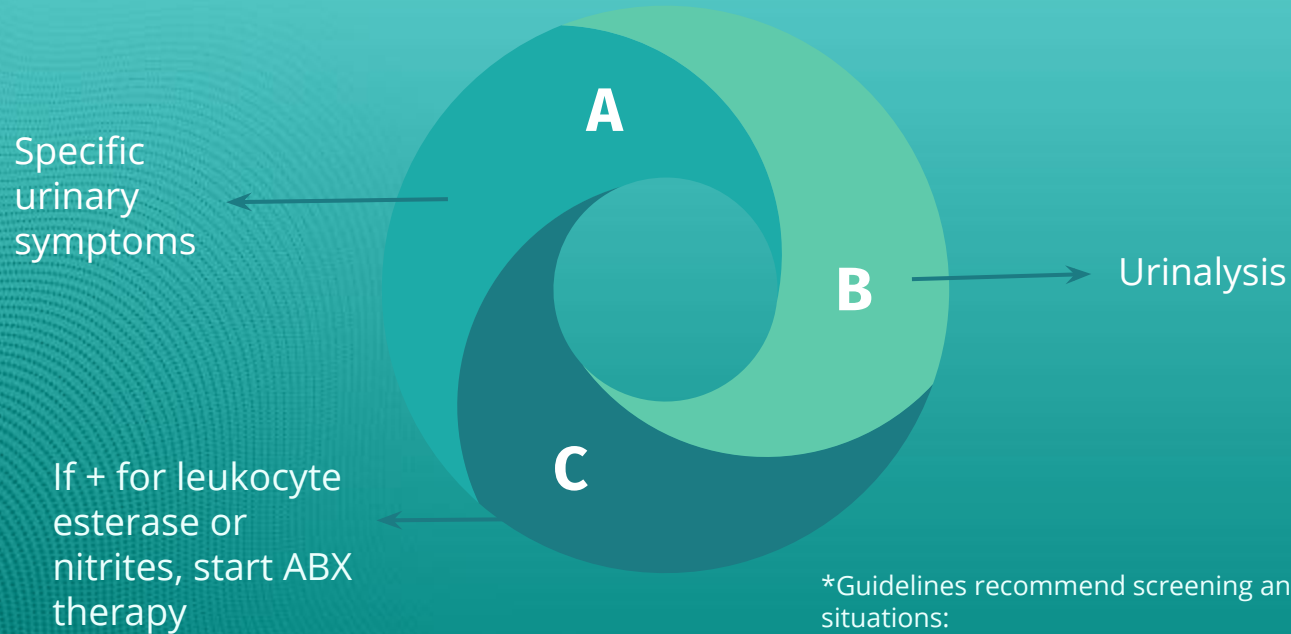 A
Specific
urinary
symptoms
B
Urinalysis
C
If + for leukocyte
esterase or
nitrites, start ABX
therapy
*Guidelines recommend screening an
situations: